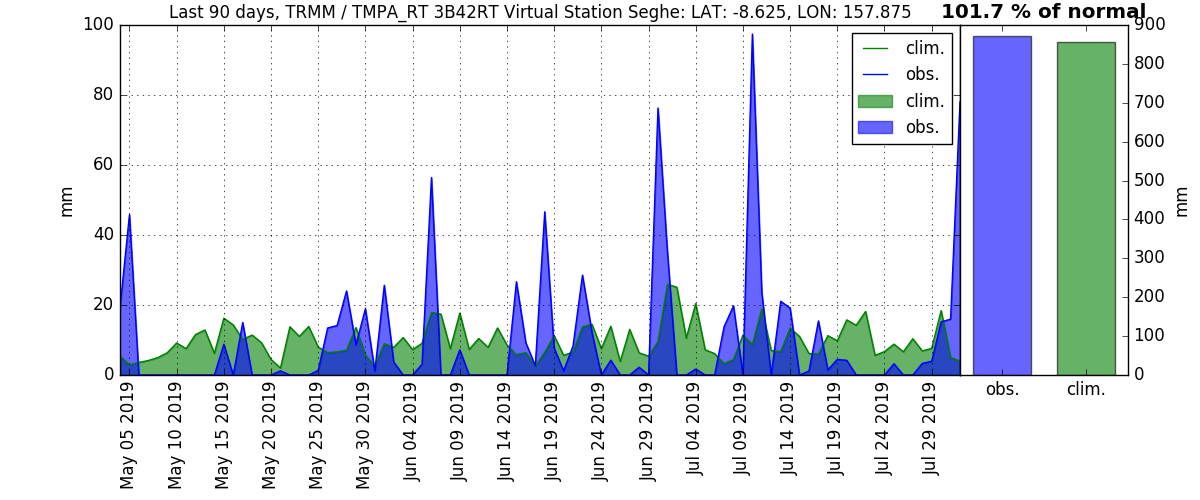 Last 90 days, TRMM / TMPA_RT 3B42RT Virtual Station Seghe: LAT: -8.625, LON: 157.875
101.7 % of normal
100
80
60
40
20
0
mm
clim.
obs.
clim.
obs.
900
800
700
600
500
400
300
200
100
0
mm
obs.
clim.
May 05 2019
May 10 2019
May 15 2019
May 20 2019
May 25 2019
May 30 2019
Jun 04 2019
Jun 09 2019
Jun 14 2019
Jun 19 2019
Jun 24 2019
Jun 29 2019
Jul 04 2019
Jul 09 2019
Jul 14 2019
Jul 19 2019
Jul 24 2019
Jul 29 2019